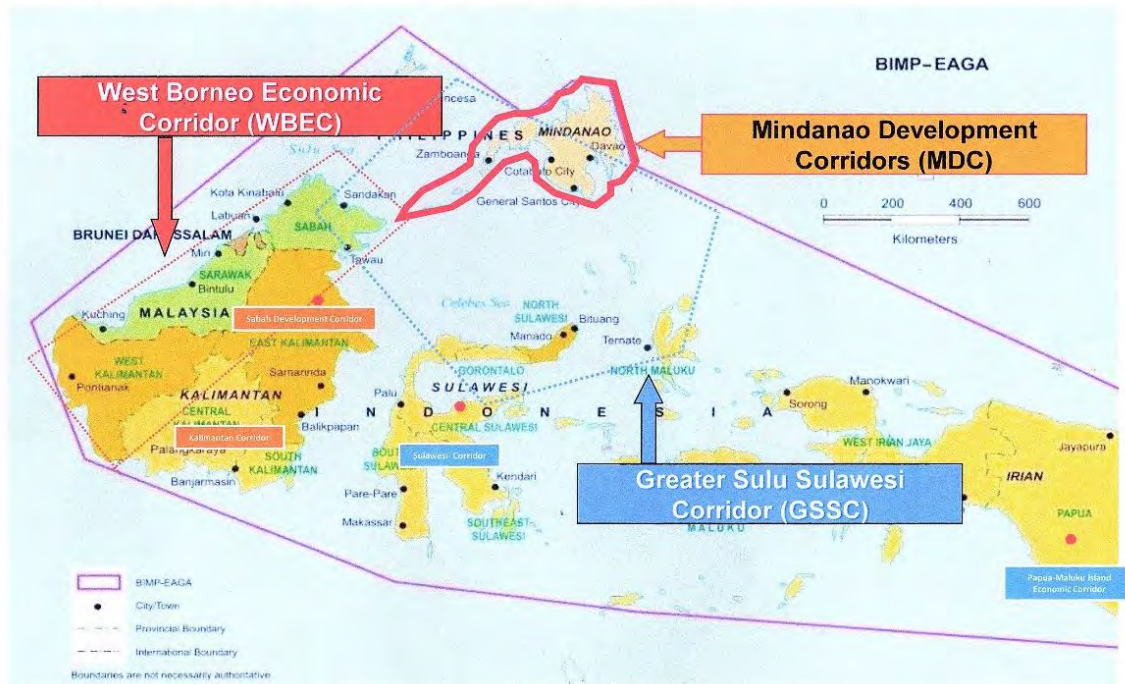 BIMP-EAGA
West Borneo Economic
Corridor (WBEC)
Mindanao Development
Corridors (MDC)
0 200 400 600
Kilometers
PHILIPPINES
MINDANAO
Zamboanga
Davao
Cotabato City
General Santos City
Sulu Sea
Kota Kinabalu
Sandakan
Labuan
SABAH
BRUNEI DARUSSALAM
Miri
Tawau
SARAWAK
Bintulu
Kuching
MALAYSIA
Sabah Development Corridor
Celebes Sea
NORTH
SULAWESI
Bituang
Manado
Ternate
NORTH MALUKU
GORONTALO
EAST KALIMANTAN
WEST
KALIMANTAN
Pontianak
Samarinda
KALIMANTAN
CENTRAL
KALIMANTAN
Kalimantan Corridor
Palangkaraya
Balikpapan
SOUTH
KALIMANTAN
Banjarmasin
SULAWESI
Palu
INDONESIA
CENTRAL SULAWESI
Sulawesi Corridor
Kendari
Pare-Pare
Makassar
SOUTHEAST
SULAWESI
Manokwari
Sorong
WEST IRIAN JAYA
Jayapura
IRIAN
PAPUA
Greater Sulu Sulawesi
Corridor (GSSC)
MALUKU
Papua-Maluku Island
Economic Corridor
BIMP-EAGA
City/Town
Provincial Boundary
International Boundary
Boundaries are not necessarily authoritative